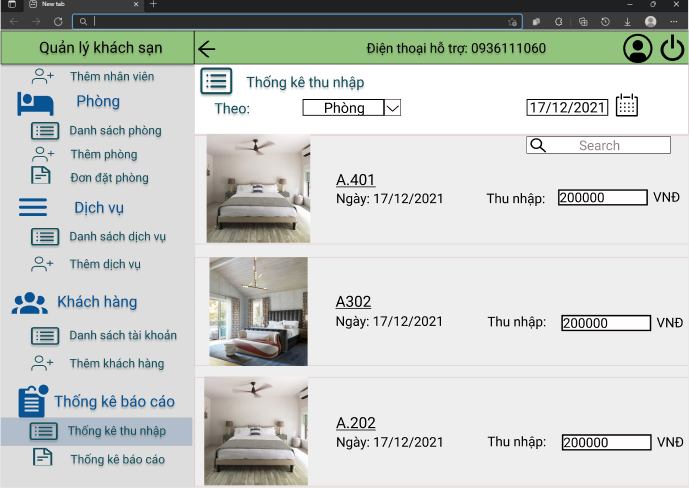 New tab
Quản lý khách sạn
Điện thoại hỗ trợ: 0936111060
Thêm nhân viên
Phòng
Danh sách phòng
Thêm phòng
Đơn đặt phòng
Dịch vụ
Danh sách dịch vụ
Thêm dịch vụ
Khách hàng
Danh sách tài khoản
Thêm khách hàng
Thống kê báo cáo
Thống kê thu nhập
Thống kê báo cáo
Thống kê thu nhập
Theo:
Phòng
17/12/2021
Search
A.401
Ngày: 17/12/2021
Thu nhập: 200000 VNĐ
A302
Ngày: 17/12/2021
Thu nhập: 200000 VNĐ
A.202
Ngày: 17/12/2021
Thu nhập: 200000 VNĐ